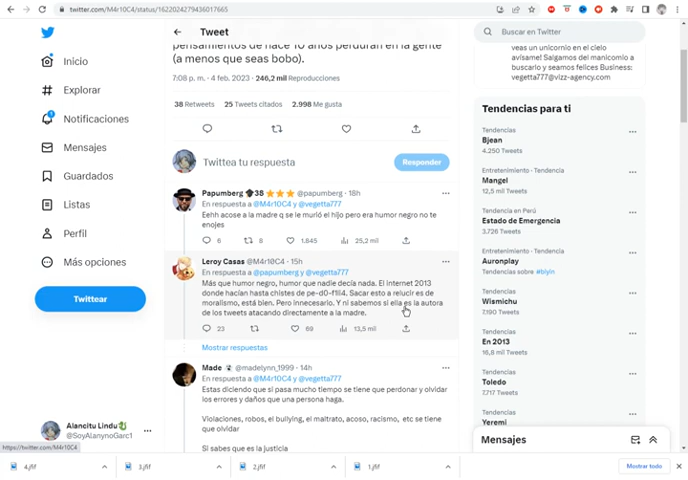 twitter.com/M4r10C4/status/1622024279436017665
Inicio
Explorar
Notificaciones
Mensajes
Guardados
Listas
Perfil
Más opciones
Twittear
Alancitu Lindu
@SoyAlanynoGarc1
Tweet
pensamientos de hace 10 años perduran en la gente
(a menos que seas bobo).
7:08 p. m. · 4 feb. 2023 · 246,2 mil Reproducciones
38 Retweets 25 Tweets citados 2.998 Me gusta
Twittea tu respuesta
Responder
Papumberg 38 @papumberg · 18h
En respuesta a @M4r10C4 y @vegetta777
Eehh acose a la madre q se le murió el hijo pero era humor negro no te
enojes
6 8 1.845 25,2 mil
Leroy Casas @M4r10C4 · 15h
En respuesta a @papumberg y @vegetta777
Más que humor negro, humor que nadie decía nada. El internet 2013
donde hacían hasta chistes de pe-d0-f1l14. Sacar esto a relucir es de
moralismo, está bien. Pero innecesario. Y ni sabemos si ella es la autora
de los tweets atacando directamente a la madre.
23 69 13,5 mil
Mostrar respuestas
Made @madelynn_1999 · 14h
En respuesta a @M4r10C4 y @vegetta777
Estas diciendo que si pasa mucho tiempo se tiene que perdonar y olvidar
los errores y daños que una persona haga.
Violaciones, robos, el bullying, el maltrato, acoso, racismo, etc se tiene
que olvidar
Si sabes que es la justicia
Buscar en Twitter
veas un unicornio en el cielo
avísame! Salgamos del manicomio a
buscarlo y seamos felices Business:
vegetta777@vizz-agency.com
Tendencias para ti
Tendencias
Bjean
4.250 Tweets
Entretenimiento · Tendencia
Mangel
12,5 mil Tweets
Tendencia en Perú
Estado de Emergencia
3.726 Tweets
Entretenimiento · Tendencia
Auronplay
Tendencias sobre #blyin
Tendencias
Wismichu
7.190 Tweets
Tendencias
En 2013
16,8 mil Tweets
Tendencias
Toledo
7.717 Tweets
Tendencias
Yeremi
Mensajes
https://twitter.com/M4r10C4
4.jfif
3.jfif
2.jfif
1.jfif
Mostrar todo